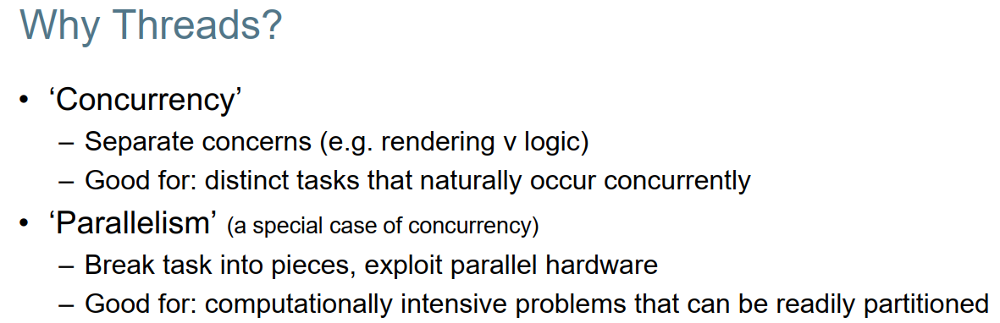 Why Threads?
• ‘Concurrency’
– Separate concerns (e.g. rendering v logic)
– Good for: distinct tasks that naturally occur concurrently
• ‘Parallelism’ (a special case of concurrency)
– Break task into pieces, exploit parallel hardware
– Good for: computationally intensive problems that can be readily partitioned